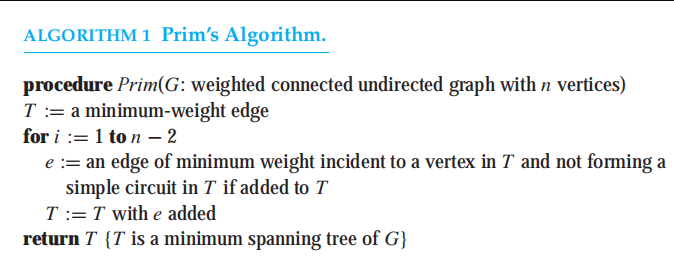 ALGORITHM 1 Prim's Algorithm.
procedure Prim(G: weighted connected undirected graph with n vertices)
T := a minimum-weight edge
for i := 1 to n − 2
e := an edge of minimum weight incident to a vertex in T and not forming a
simple circuit in T if added to T
T := T with e added
return T {T is a minimum spanning tree of G}